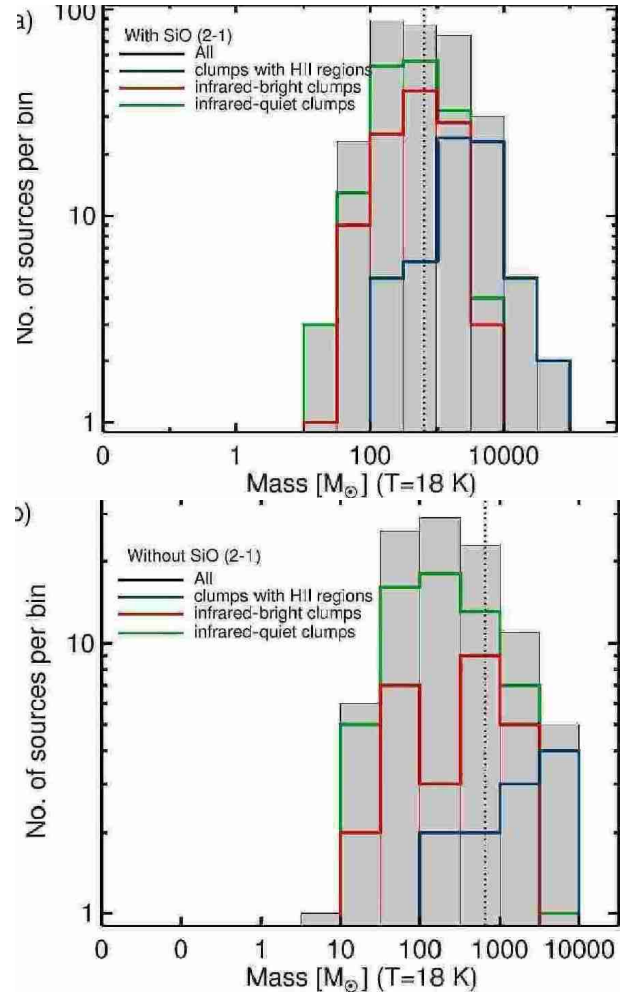 a)
100
With SiO (2-1)
All
clumps with HII regions
infrared-bright clumps
infrared-quiet clumps
No. of sources per bin
10
1
0 1 100 10000
Mass [M⊙] (T=18 K)
Without SiO (2-1)
All
clumps with HII regions
infrared-bright clumps
infrared-quiet clumps
No. of sources per bin
10
1
0 0 1 10 100 1000 10000
Mass [M⊙] (T=18 K)